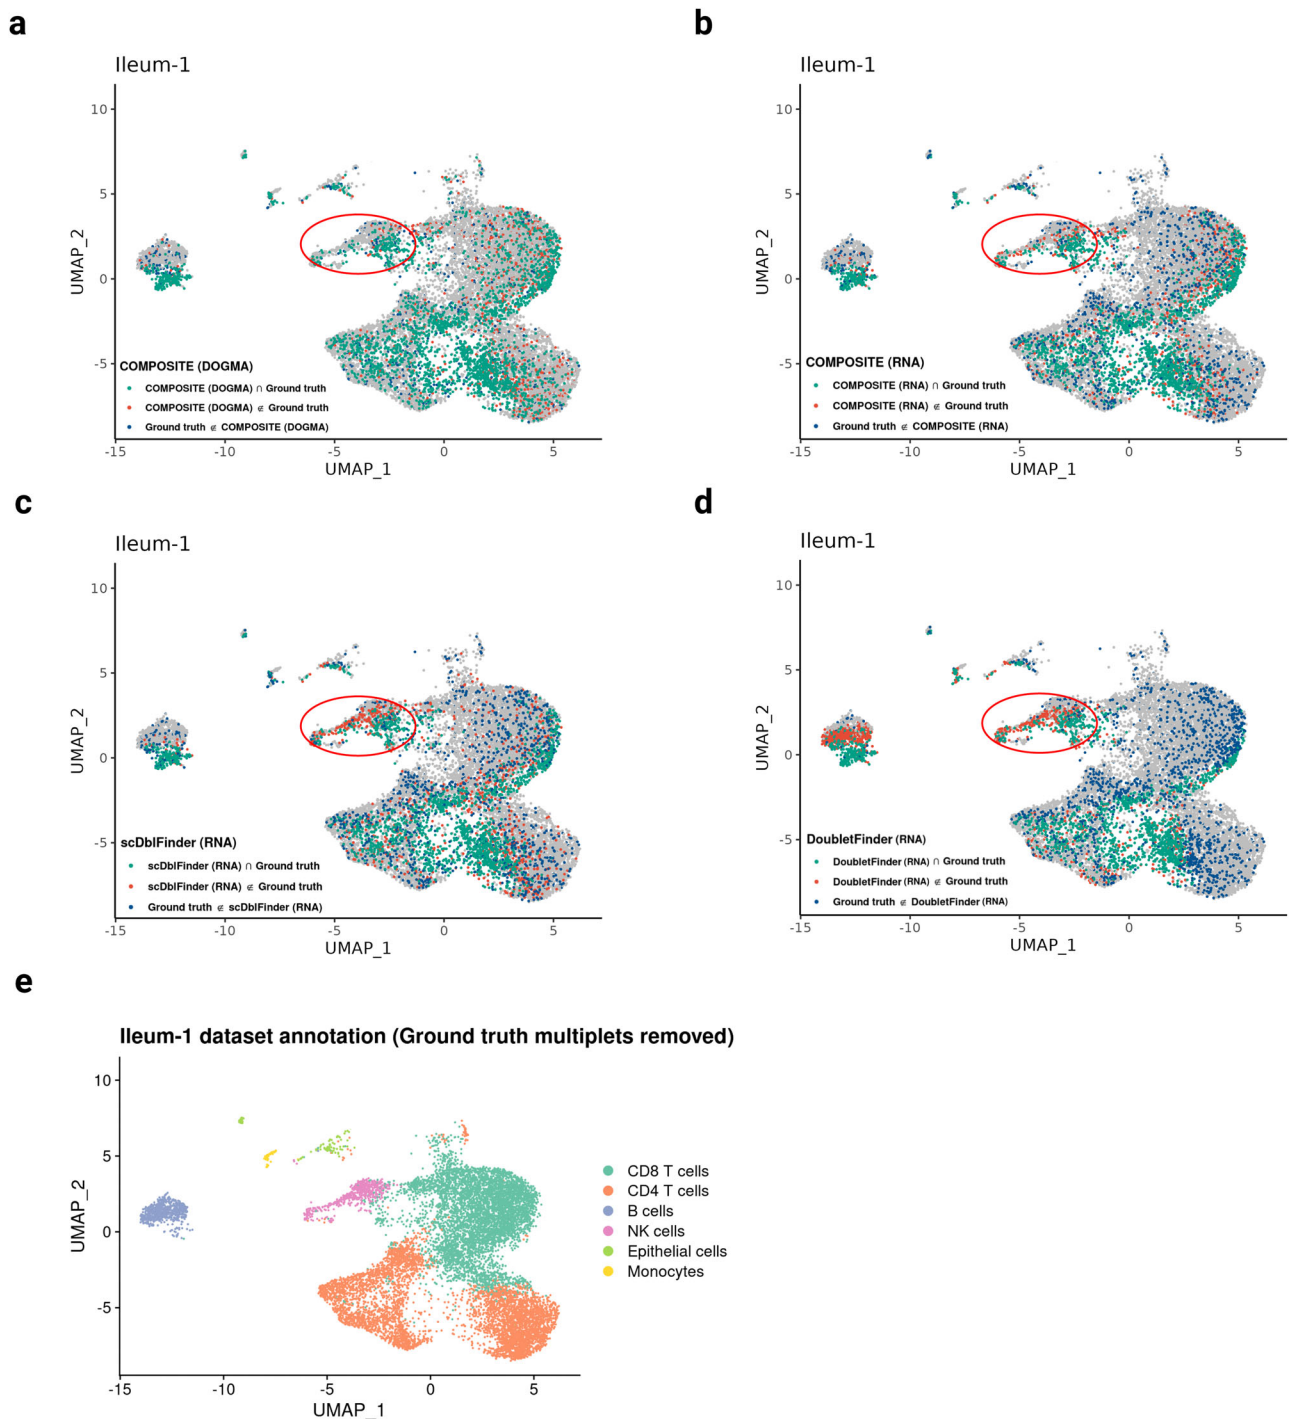 a
Ileum-1
10
5
0
-5
UMAP_2
COMPOSITE (DOGMA)
COMPOSITE (DOGMA) ∩ Ground truth
COMPOSITE (DOGMA) ∉ Ground truth
Ground truth ∉ COMPOSITE (DOGMA)
-15 -10 -5 0 5
UMAP_1
b
Ileum-1
10
5
0
-5
UMAP_2
COMPOSITE (RNA)
COMPOSITE (RNA) ∩ Ground truth
COMPOSITE (RNA) ∉ Ground truth
Ground truth ∉ COMPOSITE (RNA)
-15 -10 -5 0 5
UMAP_1
c
Ileum-1
10
5
0
-5
UMAP_2
scDblFinder (RNA)
scDblFinder (RNA) ∩ Ground truth
scDblFinder (RNA) ∉ Ground truth
Ground truth ∉ scDblFinder (RNA)
-15 -10 -5 0 5
UMAP_1
d
Ileum-1
10
5
0
-5
UMAP_2
DoubletFinder (RNA)
DoubletFinder (RNA) ∩ Ground truth
DoubletFinder (RNA) ∉ Ground truth
Ground truth ∉ DoubletFinder (RNA)
-15 -10 -5 0 5
UMAP_1
e
Ileum-1 dataset annotation (Ground truth multiplets removed)
10
5
0
-5
UMAP_2
-15 -10 -5 0 5
UMAP_1
CD8 T cells
CD4 T cells
B cells
NK cells
Epithelial cells
Monocytes